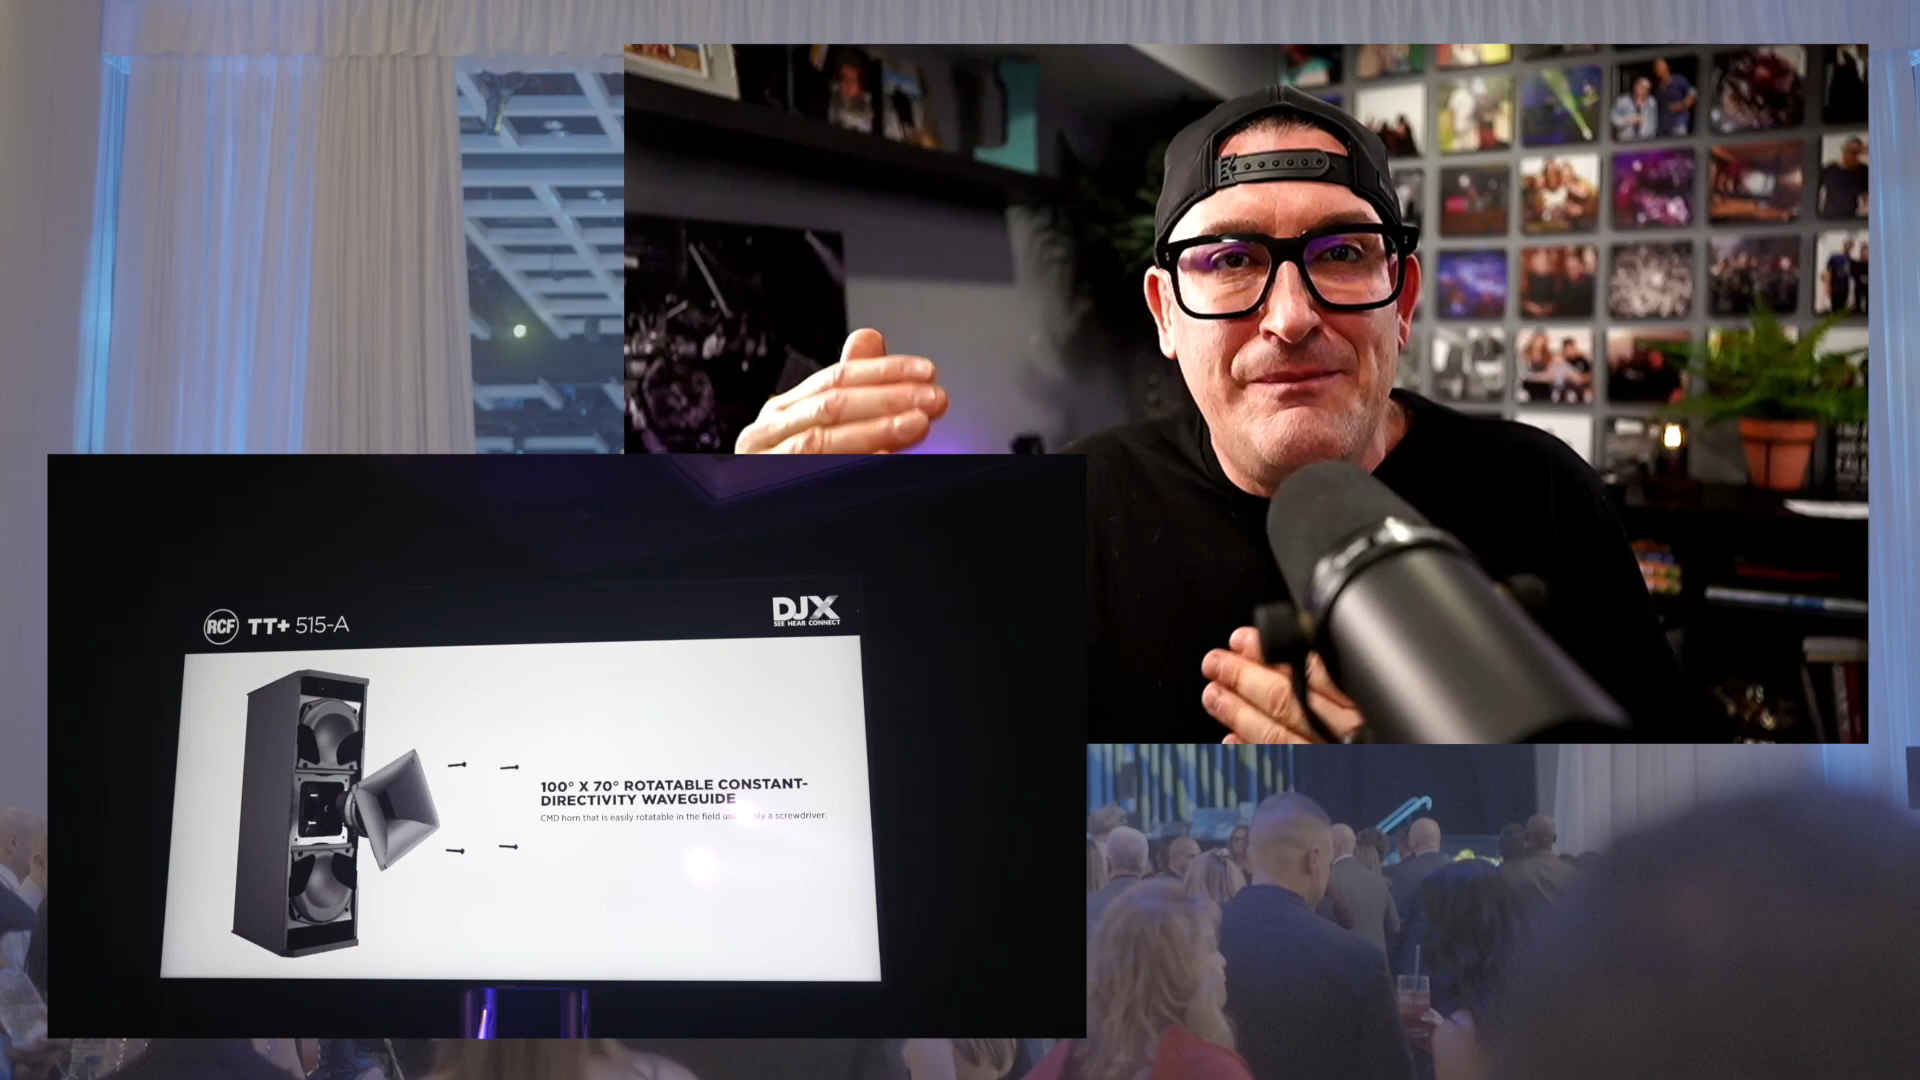 RCF TT+ 515-A
DJX
SEE HEAR CONNECT
100° X 70° ROTATABLE CONSTANT-
DIRECTIVITY WAVEGUIDE
CMD horn that is easily rotatable in the field only a screwdriver.